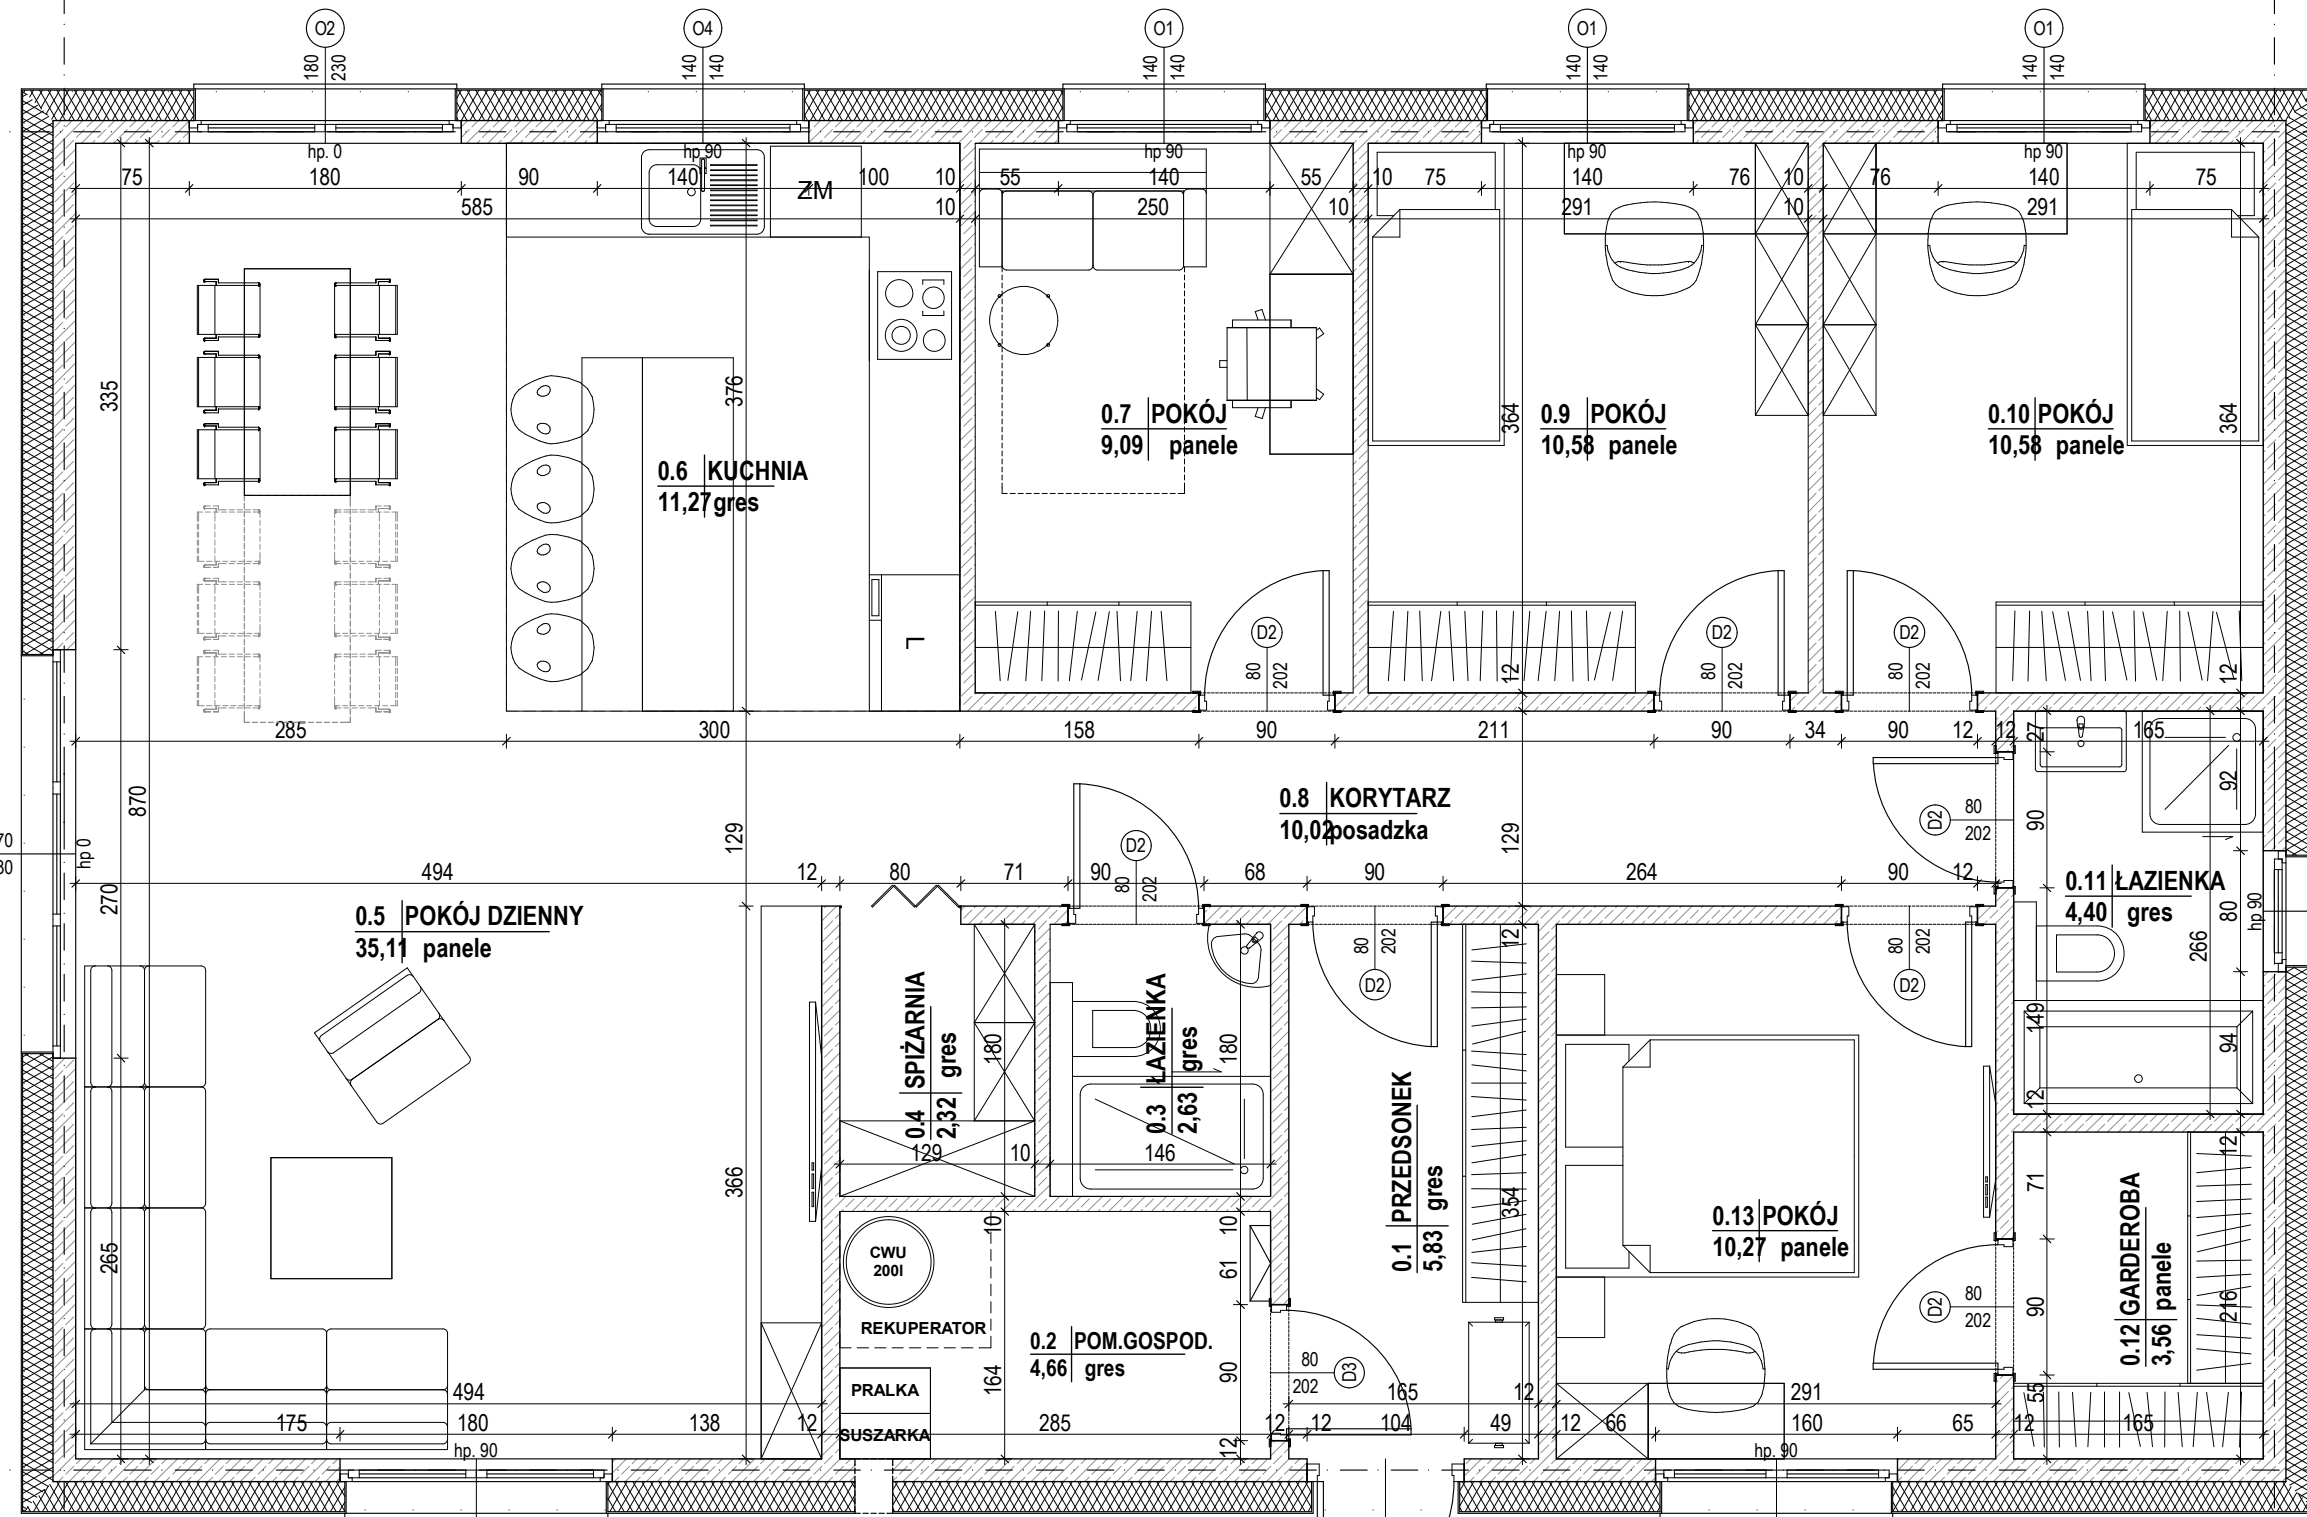 O2
O4
O1
O1
O1
180 230
140 140
140 140
140 140
140 140
hp. 0
hp 90
hp 90
hp 90
hp 90
75 180 90 140 100 10 55 140 55 10 75 140 76 10 76 140 75
ZM
585 10 250 10 291 10 291
335
376
364
364
0.7 POKÓJ
9,09 panele
0.9 POKÓJ
10,58 panele
0.10 POKÓJ
10,58 panele
0.6 KUCHNIA
11,27 gres
L
D2
80 202
D2
80 202
D2
80 202
12
12
285 300 158 90 211 90 34 90 12 12 165
27
870
129
129
92
0.8 KORYTARZ
10,02 posadzka
D2
80 202
D2
80
202
90
hp 0
270
494 12 80 71 90 68 90 264 90 12
0.5 POKÓJ DZIENNY
35,11 panele
0.11 ŁAZIENKA
4,40 gres
80
hp 90
266
12
80 202
D2
80 202
D2
0.4 SPIŻARNIA
2,32 gres
180
0.3 ŁAZIENKA
2,63 gres
180
149
94
12
129 10 146
366
0.1 PRZEDSONEK
5,83 gres
354
12
71
0.13 POKÓJ
10,27 panele
0.12 GARDEROBA
3,56 panele
216
265
10
10
CWU
200l
61
REKUPERATOR
0.2 POM.GOSPOD.
4,66 gres
D2
80
202
90
164
90
80
202
D3
PRALKA
SUSZARKA
55
494 165 12 291
175 180 138 12 285 12 12 104 49 12 66 160 65 12 165
12
hp. 90
hp. 90